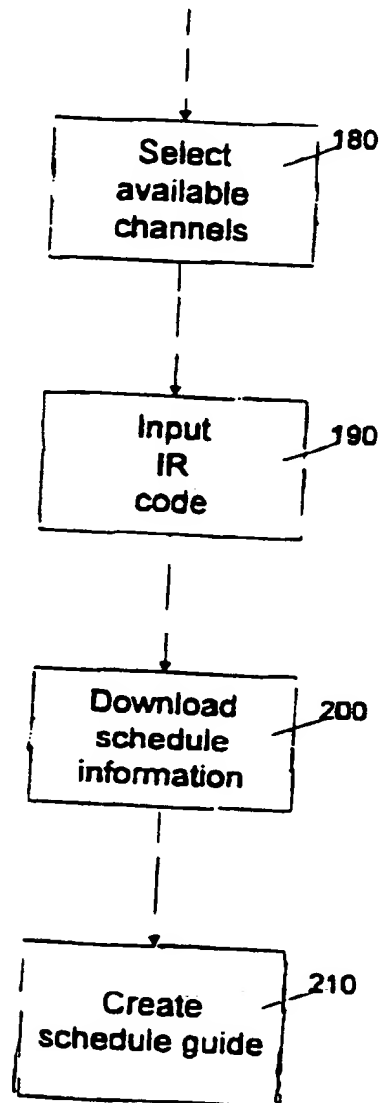 180
Select
available
channels
190
Input
IR
code
200
Download
schedule
information
210
Create
schedule guide